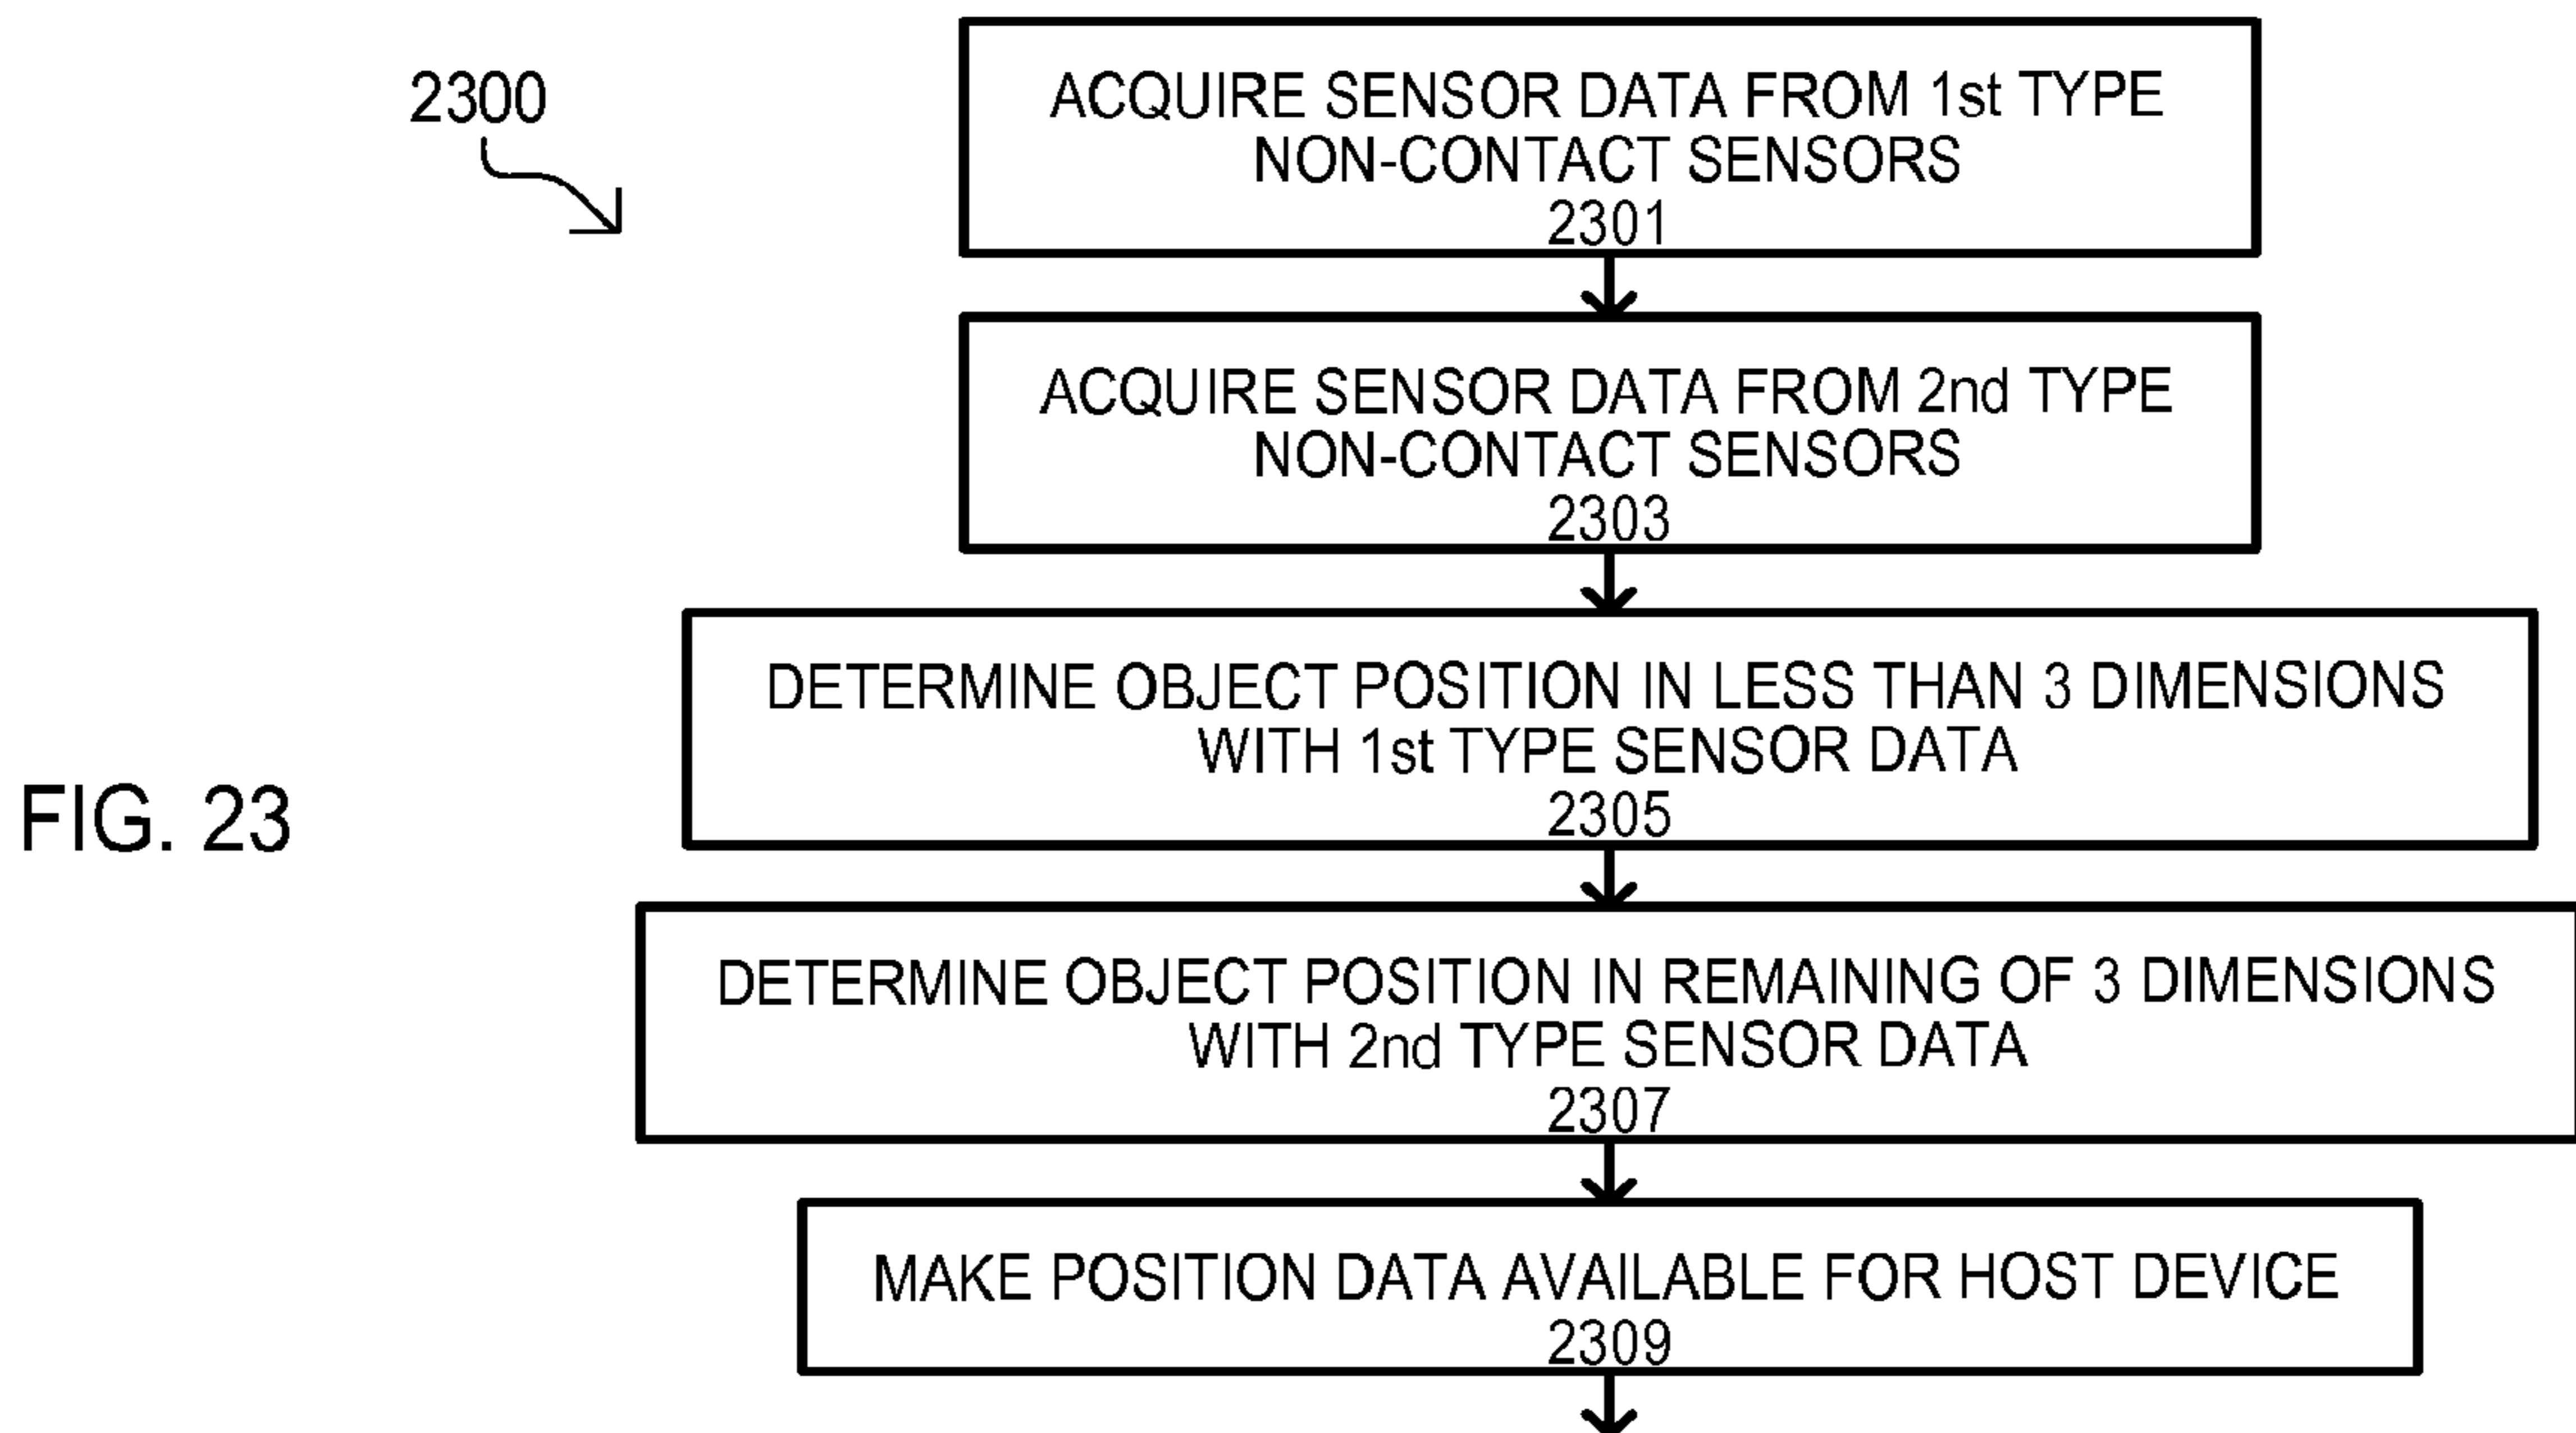 2300
ACQUIRE SENSOR DATA FROM 1st TYPE
NON-CONTACT SENSORS
2301
ACQUIRE SENSOR DATA FROM 2nd TYPE
NON-CONTACT SENSORS
2303
DETERMINE OBJECT POSITION IN LESS THAN 3 DIMENSIONS
WITH 1st TYPE SENSOR DATA
2305
FIG. 23
DETERMINE OBJECT POSITION IN REMAINING OF 3 DIMENSIONS
WITH 2nd TYPE SENSOR DATA
2307
MAKE POSITION DATA AVAILABLE FOR HOST DEVICE
2309